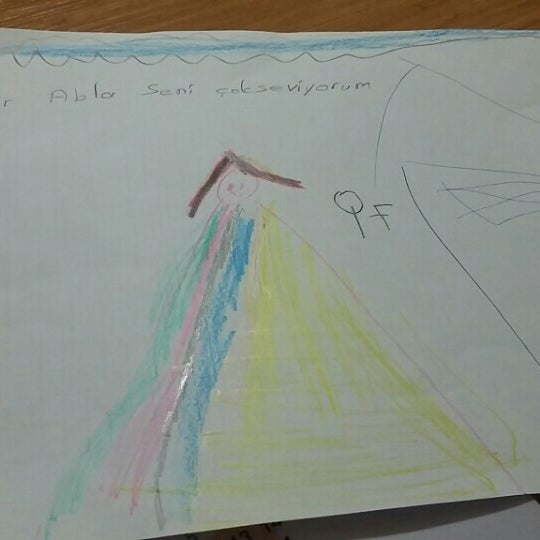 r Abla Seni çokseviyorum